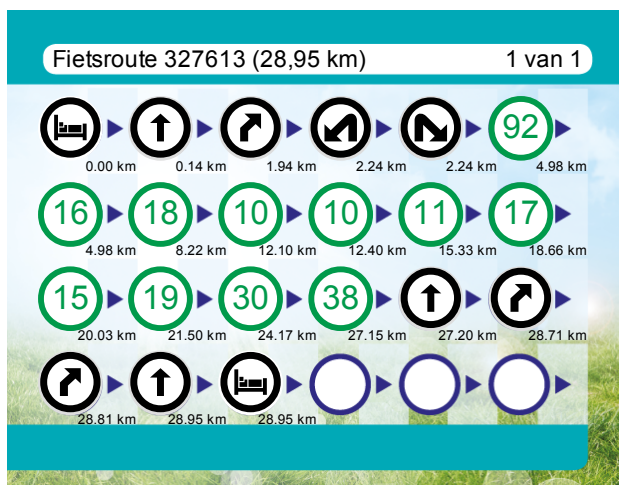 Fietsroute 327613 (28,95 km) 1 van 1
92
0.00 km 0.14 km 1.94 km 2.24 km 2.24 km 4.98 km
16 18 10 10 11 17
4.98 km 8.22 km 12.10 km 12.40 km 15.33 km 18.66 km
15 19 30 38
20.03 km 21.50 km 24.17 km 27.15 km 27.20 km 28.71 km
28.81 km 28.95 km 28.95 km